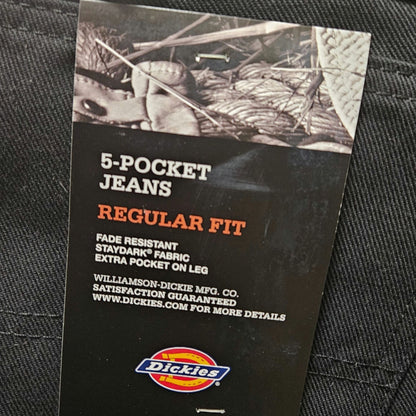 5-POCKET
JEANS
REGULAR FIT
FADE RESISTANT
STAYDARK® FABRIC
EXTRA POCKET ON LEG
WILLIAMSON-DICKIE MFG. CO.
SATISFACTION GUARANTEED
WWW.DICKIES.COM FOR MORE DETAILS
Dickies®